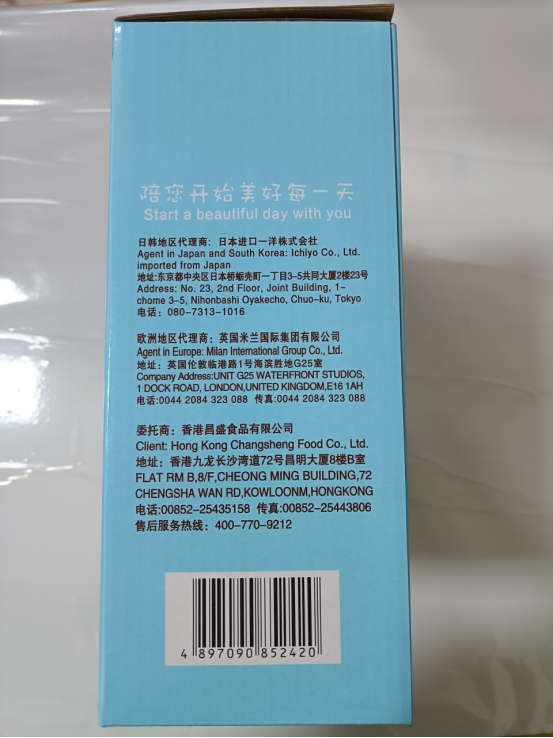 陪您开始美好每一天
Start a beautiful day with you
日韩地区代理商：日本进口一洋株式会社
Agent in Japan and South Korea: Ichiyo Co., Ltd.
imported from Japan
地址:东京都中央区日本桥蛎壳町一丁目3-5共同大厦2楼23号
Address: No. 23, 2nd Floor, Joint Building, 1-
chome 3-5, Nihonbashi Oyakecho, Chuo-ku, Tokyo
电话：080-7313-1016
欧洲地区代理商：英国米兰国际集团有限公司
Agent in Europe: Milan International Group Co., Ltd.
地址：英国伦敦临港路1号海滨胜地G25室
Company Address:UNIT G25 WATERFRONT STUDIOS,
1 DOCK ROAD, LONDON,UNITED KINGDOM,E16 1AH
电话:0044 2084 323 088 传真:0044 2084 323 088
委托商：香港昌盛食品有限公司
Client: Hong Kong Changsheng Food Co., Ltd.
地址：香港九龙长沙湾道72号昌明大厦8楼B室
FLAT RM B,8/F,CHEONG MING BUILDING,72
CHENGSHA WAN RD,KOWLOONM,HONGKONG
电话:00852-25435158 传真:00852-25443806
售后服务热线：400-770-9212
4 897090 852420